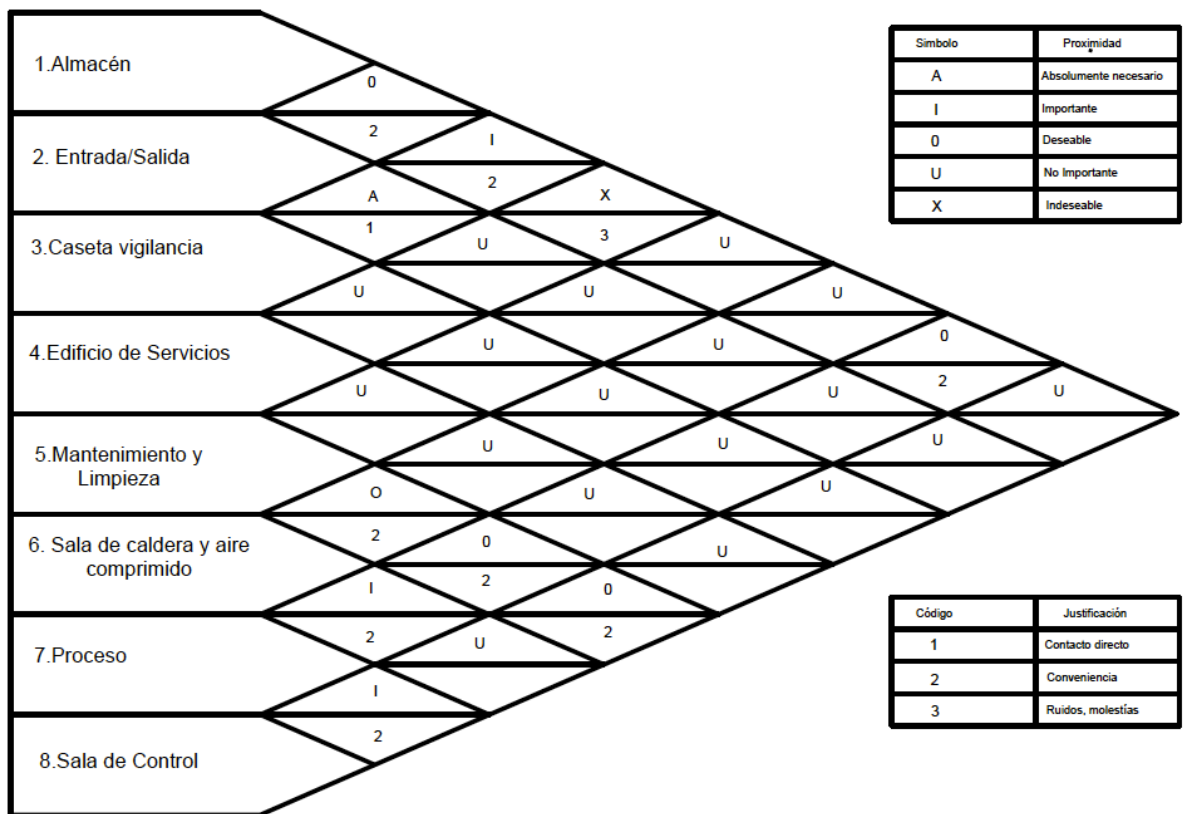 1.Almacén
2. Entrada/Salida
3.Caseta vigilancia
4.Edificio de Servicios
5.Mantenimiento y
Limpieza
6. Sala de caldera y aire
comprimido
7.Proceso
8.Sala de Control
0
2
I
2
A
X
1
3
U
U
U
U
U
U
U
0
2
U
U
U
U
U
U
U
U
O
U
U
2
0
U
I
2
0
2
U
2
I
2
Simbolo Proximidad
A Absolumente necesario
I Importante
0 Deseable
U No Importante
X Indeseable
Código Justificación
1 Contacto directo
2 Conveniencia
3 Ruidos, molestías